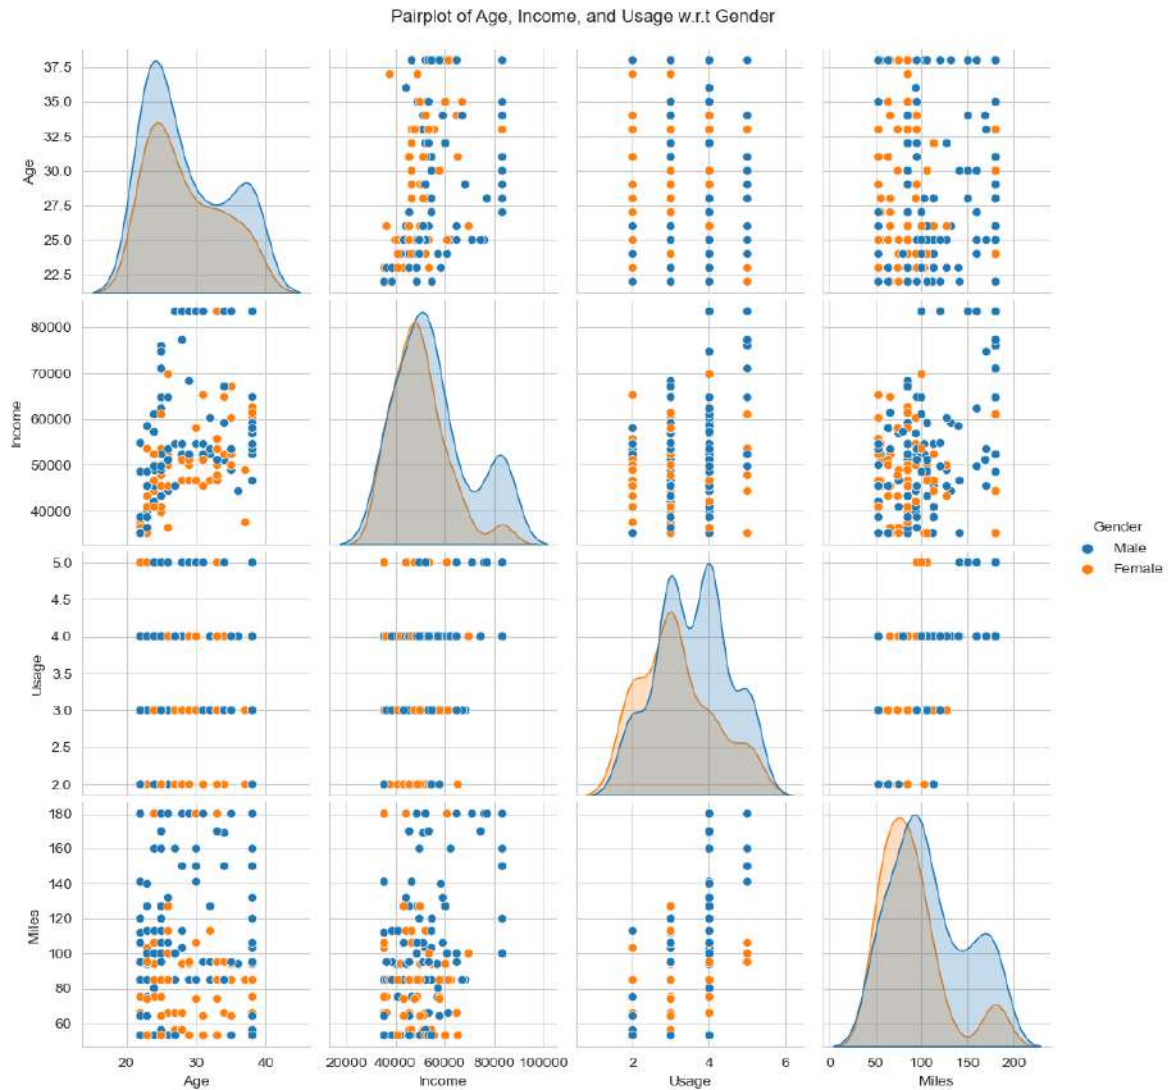 Pairplot of Age, Income, and Usage w.r.t Gender
37.5
35.0
32.5
30.0
27.5
25.0
22.5
Age
80000
70000
60000
50000
40000
Income
5.0
4.5
4.0
3.5
3.0
2.5
2.0
Usage
180
160
140
120
100
80
60
Miles
20 30 40
Age
20000 40000 60000 80000 100000
Income
2 4 6
Usage
0 50 100 150 200
Miles
Gender
Male
Female